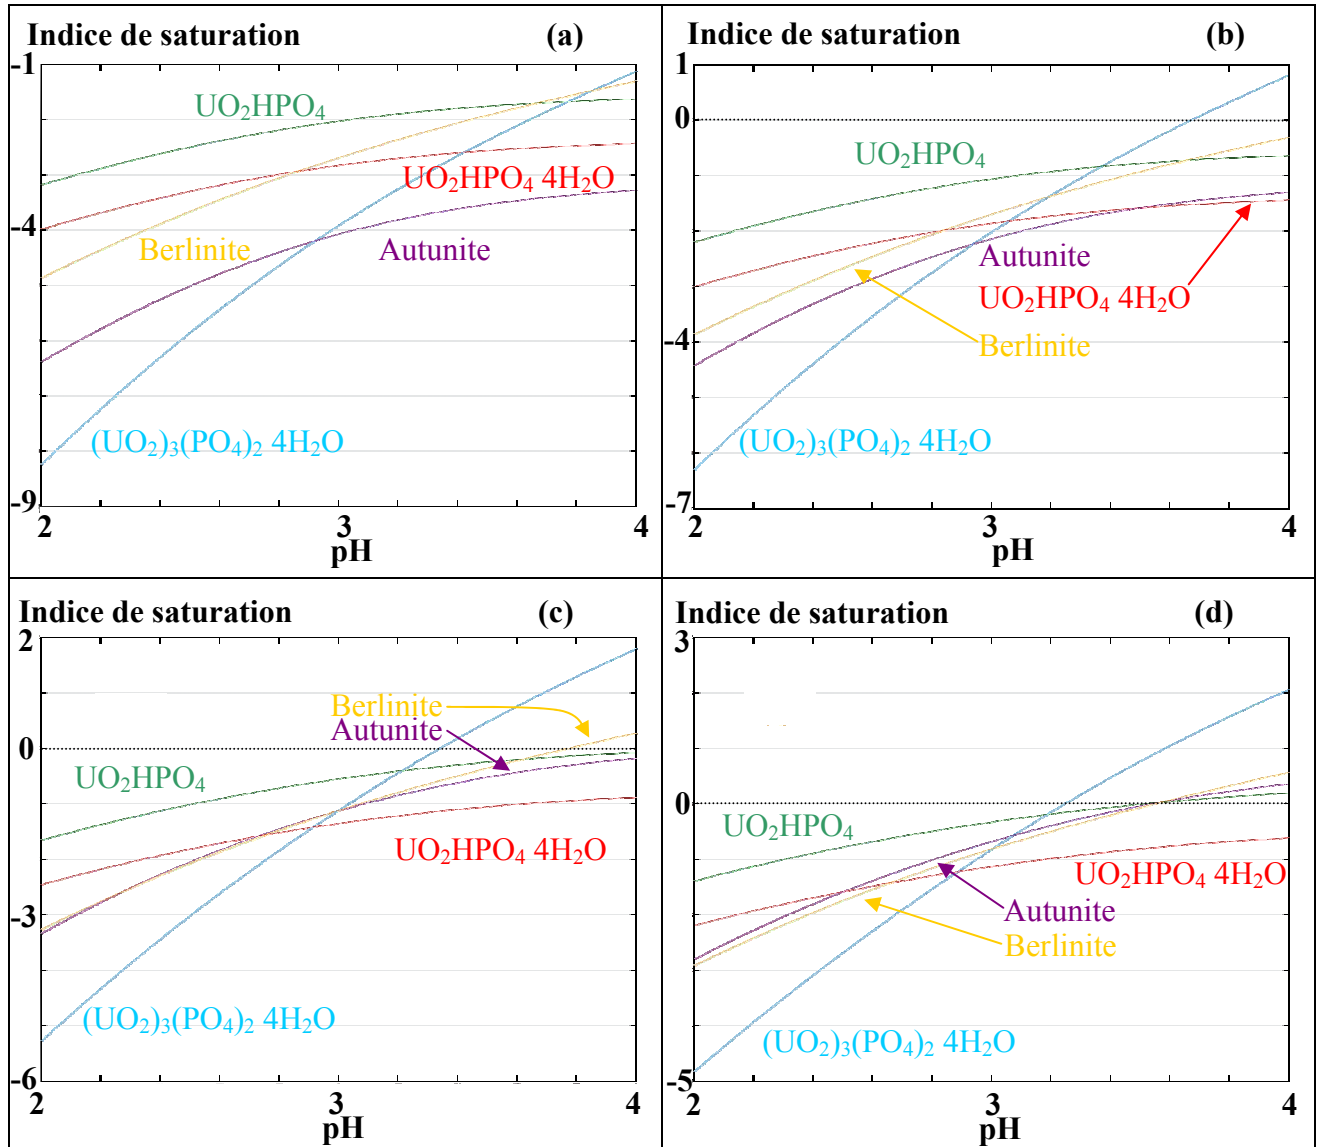 Indice de saturation (a)
-1
UO₂HPO₄
UO₂HPO₄ 4H₂O
-4
Berlinite
Autunite
(UO₂)₃(PO₄)₂ 4H₂O
-9
2 3 4
pH
Indice de saturation (b)
1
0
UO₂HPO₄
Autunite
UO₂HPO₄ 4H₂O
-4
Berlinite
(UO₂)₃(PO₄)₂ 4H₂O
-7
2 3 4
pH
Indice de saturation (c)
2
Berlinite
Autunite
0
UO₂HPO₄
UO₂HPO₄ 4H₂O
-3
(UO₂)₃(PO₄)₂ 4H₂O
-6
2 3 4
pH
Indice de saturation (d)
3
0
UO₂HPO₄
UO₂HPO₄ 4H₂O
Autunite
Berlinite
(UO₂)₃(PO₄)₂ 4H₂O
-5
2 3 4
pH